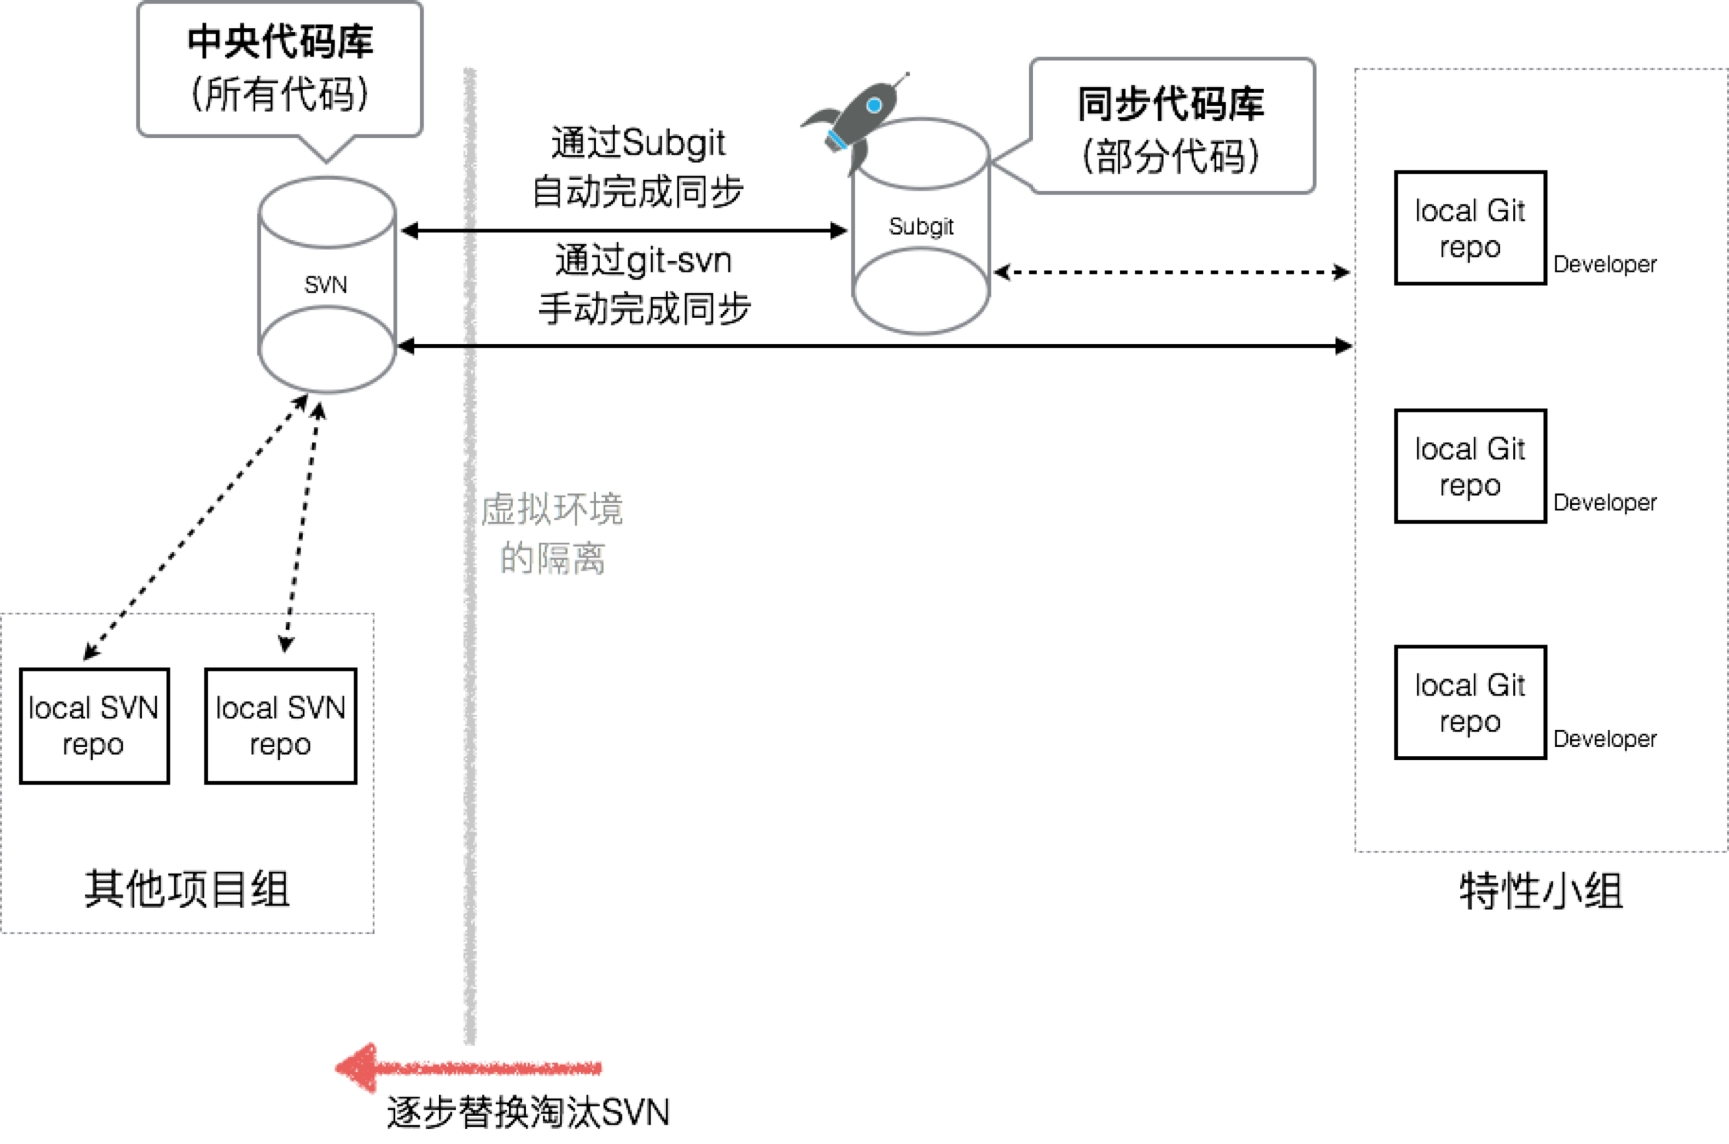 中央代码库
(所有代码)
通过Subgit
自动完成同步
同步代码库
(部分代码)
SVN
Subgit
通过git-svn
手动完成同步
local Git
repo
Developer
local Git
repo
Developer
local Git
repo
Developer
特性小组
虚拟环境
的隔离
local SVN
repo
local SVN
repo
其他项目组
逐步替换淘汰SVN